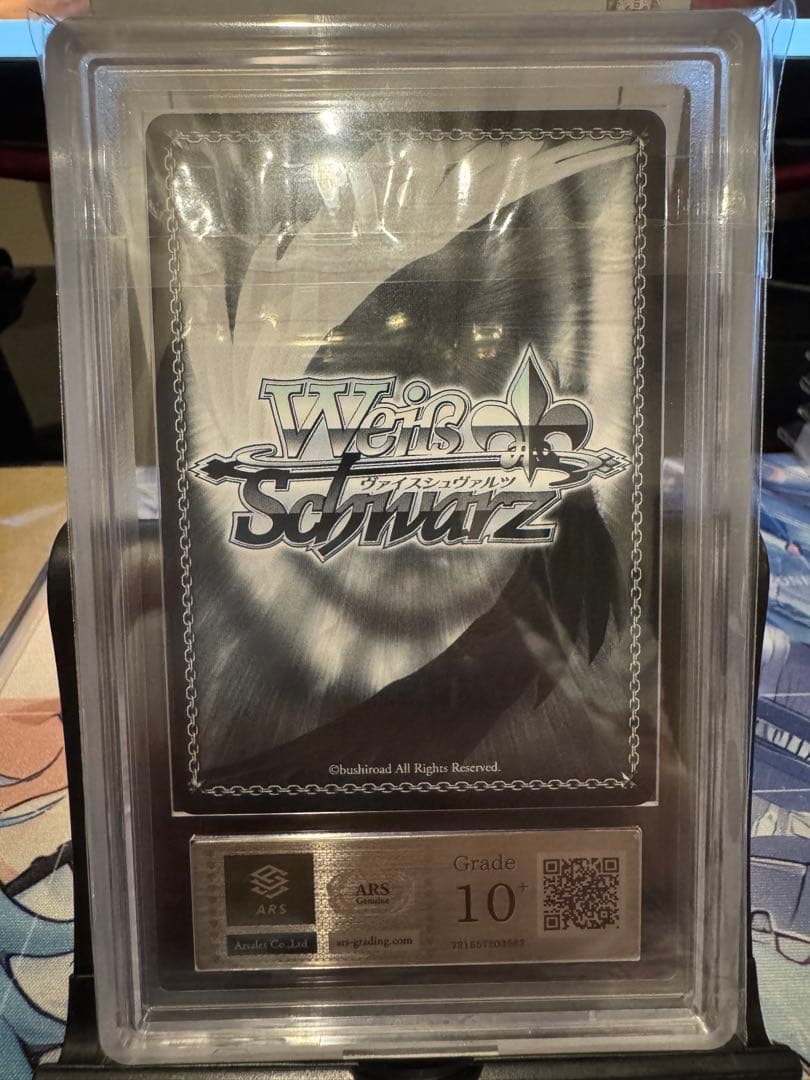 Weiß
ヴァイスシュヴァルツ
Schwarz
©bushiroad All Rights Reserved.
ARS
Arsalet Co.,Ltd.
ARS
Genuine
ars-grading.com
Grade
10+